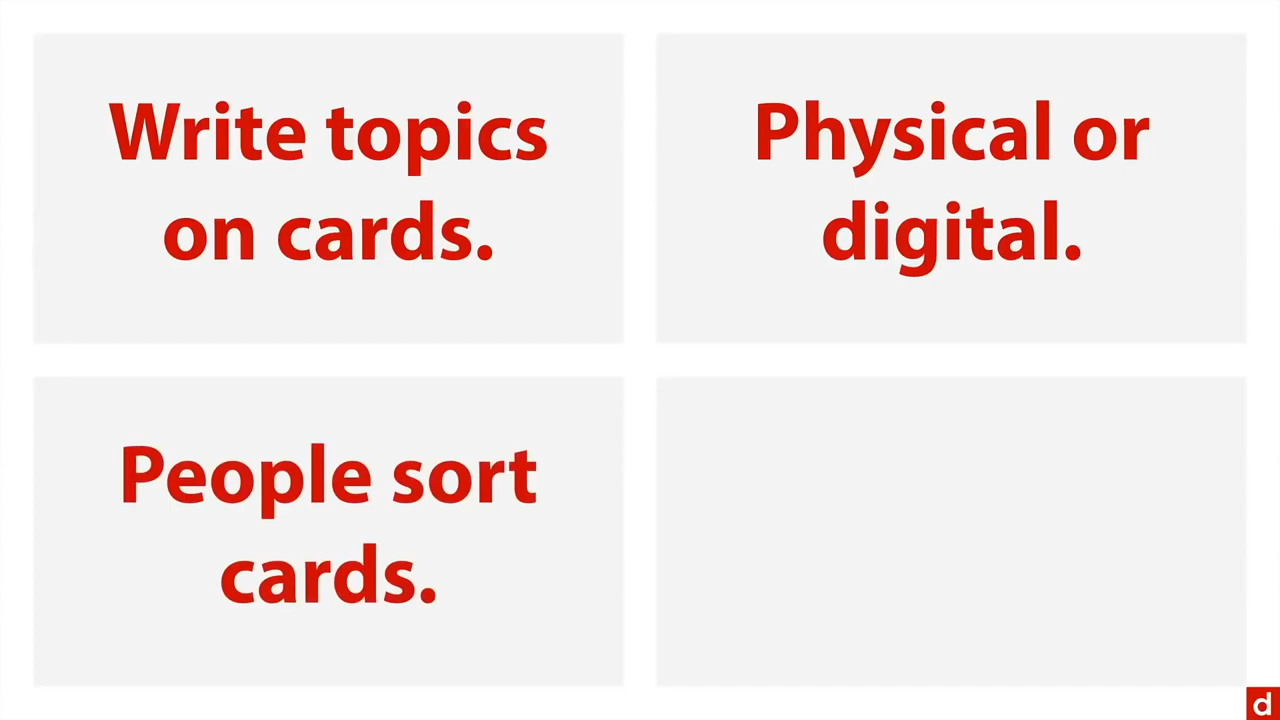 Write topics
on cards.
Physical or
digital.
People sort
cards.
d